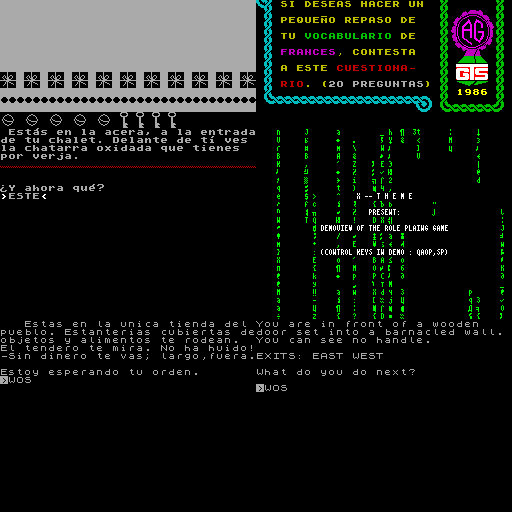 SI DESEAS HACER UN
PEQUEÑO REPASO DE
TU VOCABULARIO DE
FRANCES, CONTESTA
A ESTE CUESTIONA-
RIO. (20 PREGUNTAS)
AG
GTS
1986
Estás en la acera, a la entrada
de tu chalet. Delante de tí ves
la chatarra oxidada que tienes
por verja.
¿Y ahora qué?
>ESTE<
X -- T H E M E
PRESENT:
DEMOVIEW OF THE ROLE PLAING GAME
(CONTROL KEYS IN DEMO : QAOP,SP)
Estas en la unica tienda del
pueblo. Estanterias cubiertas de
objetos y alimentos te rodean.
El tendero te mira. No ha huido!
-Sin dinero te vas; largo,fuera.
Estoy esperando tu orden.
>WOS
You are in front of a wooden
door set into a barnacled wall.
You can see no handle.
EXITS: EAST WEST
What do you do next?
>WOS